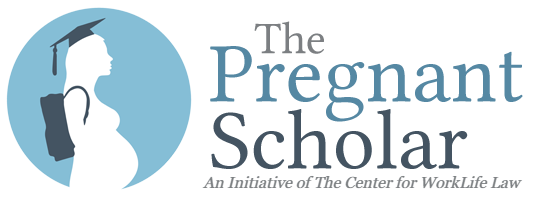 The
Pregnant
Scholar
An Initiative of The Center for WorkLife Law